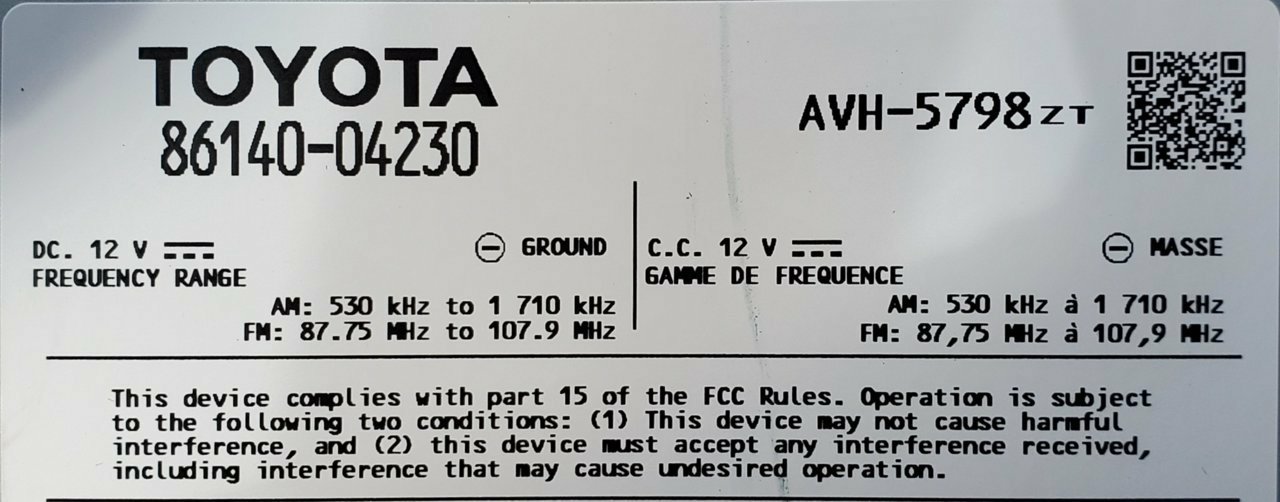 TOYOTA
86140-04230
AVH-5798ZT
DC. 12 V
GROUND
FREQUENCY RANGE
AM: 530 kHz to 1 710 kHz
FM: 87.75 MHz to 107.9 MHz
C.C. 12 V
MASSE
GAMME DE FREQUENCE
AM: 530 kHz à 1 710 kHz
FM: 87,75 MHz à 107,9 MHz
This device complies with part 15 of the FCC Rules. Operation is subject
to the following two conditions: (1) This device may not cause harmful
interference, and (2) this device must accept any interference received,
including interference that may cause undesired operation.